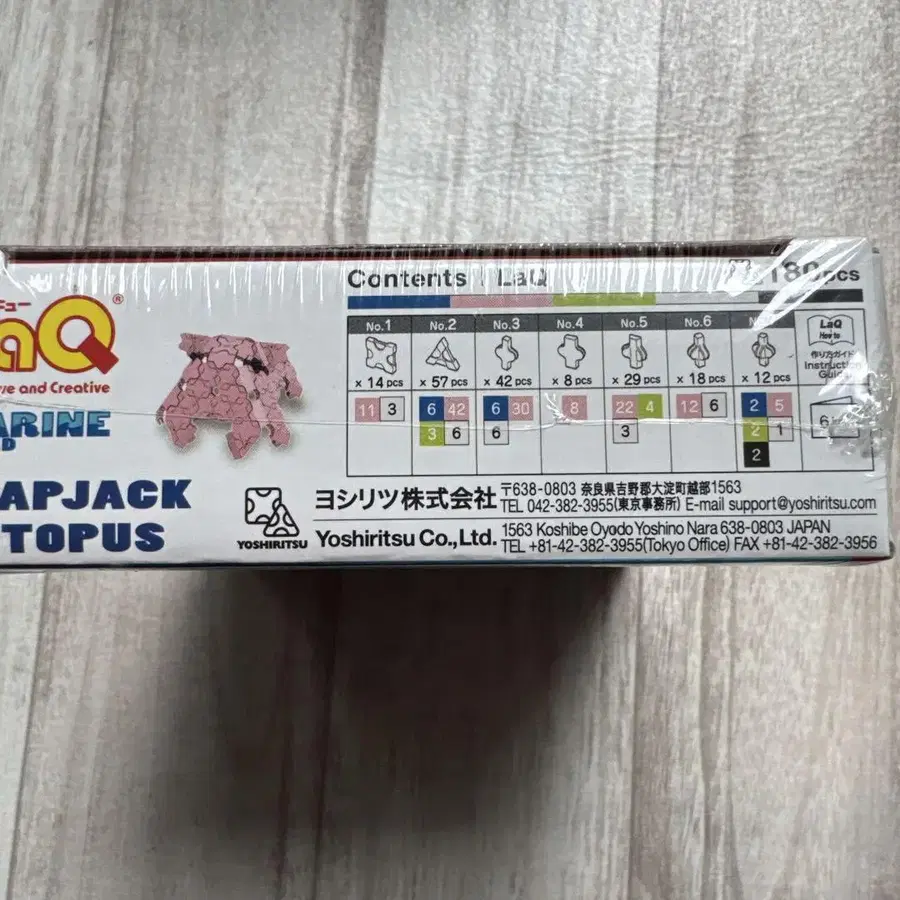 キュー
aQ®
se and Creative
ARINE
D
APJACK
TOPUS
YOSHIRITSU
Contents LaQ 180pcs
No.1 No.2 No.3 No.4 No.5 No.6
x 14 pcs x 57 pcs x 42 pcs x 8 pcs x 29 pcs x 18 pcs x 12 pcs
LaQ
How to
作り方ガイド
Instruction
Guide
11 3 6 42 6 30 8 22 4 12 6 2 5 6
3 6 6 3 2 1
2
ヨシリツ株式会社
〒638-0803 奈良県吉野郡大淀町越部1563
TEL 042-382-3955(東京事務所) E-mail support@yoshiritsu.com
Yoshiritsu Co., Ltd.
1563 Koshibe Oyodo Yoshino Nara 638-0803 JAPAN
TEL +81-42-382-3955(Tokyo Office) FAX +81-42-382-3956